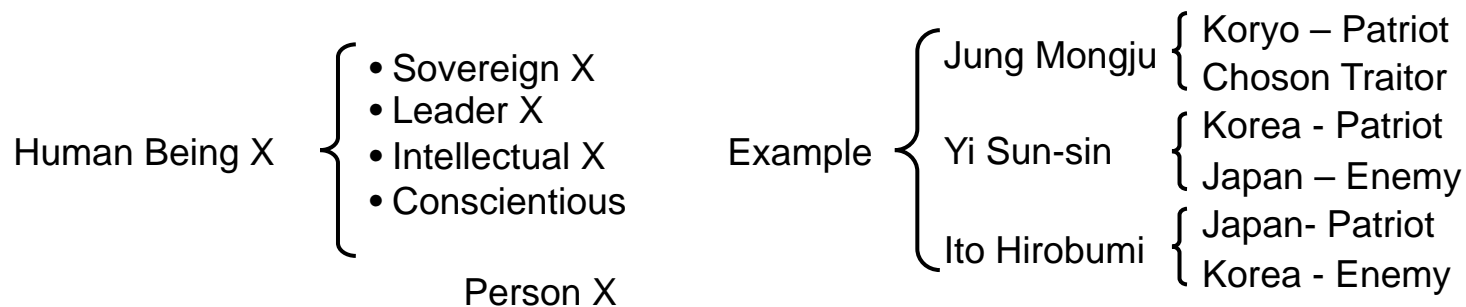 Human Being X
• Sovereign X
• Leader X
• Intellectual X
• Conscientious
Person X
Example
Jung Mongju
Koryo – Patriot
Choson Traitor
Yi Sun-sin
Korea - Patriot
Japan – Enemy
Ito Hirobumi
Japan- Patriot
Korea - Enemy